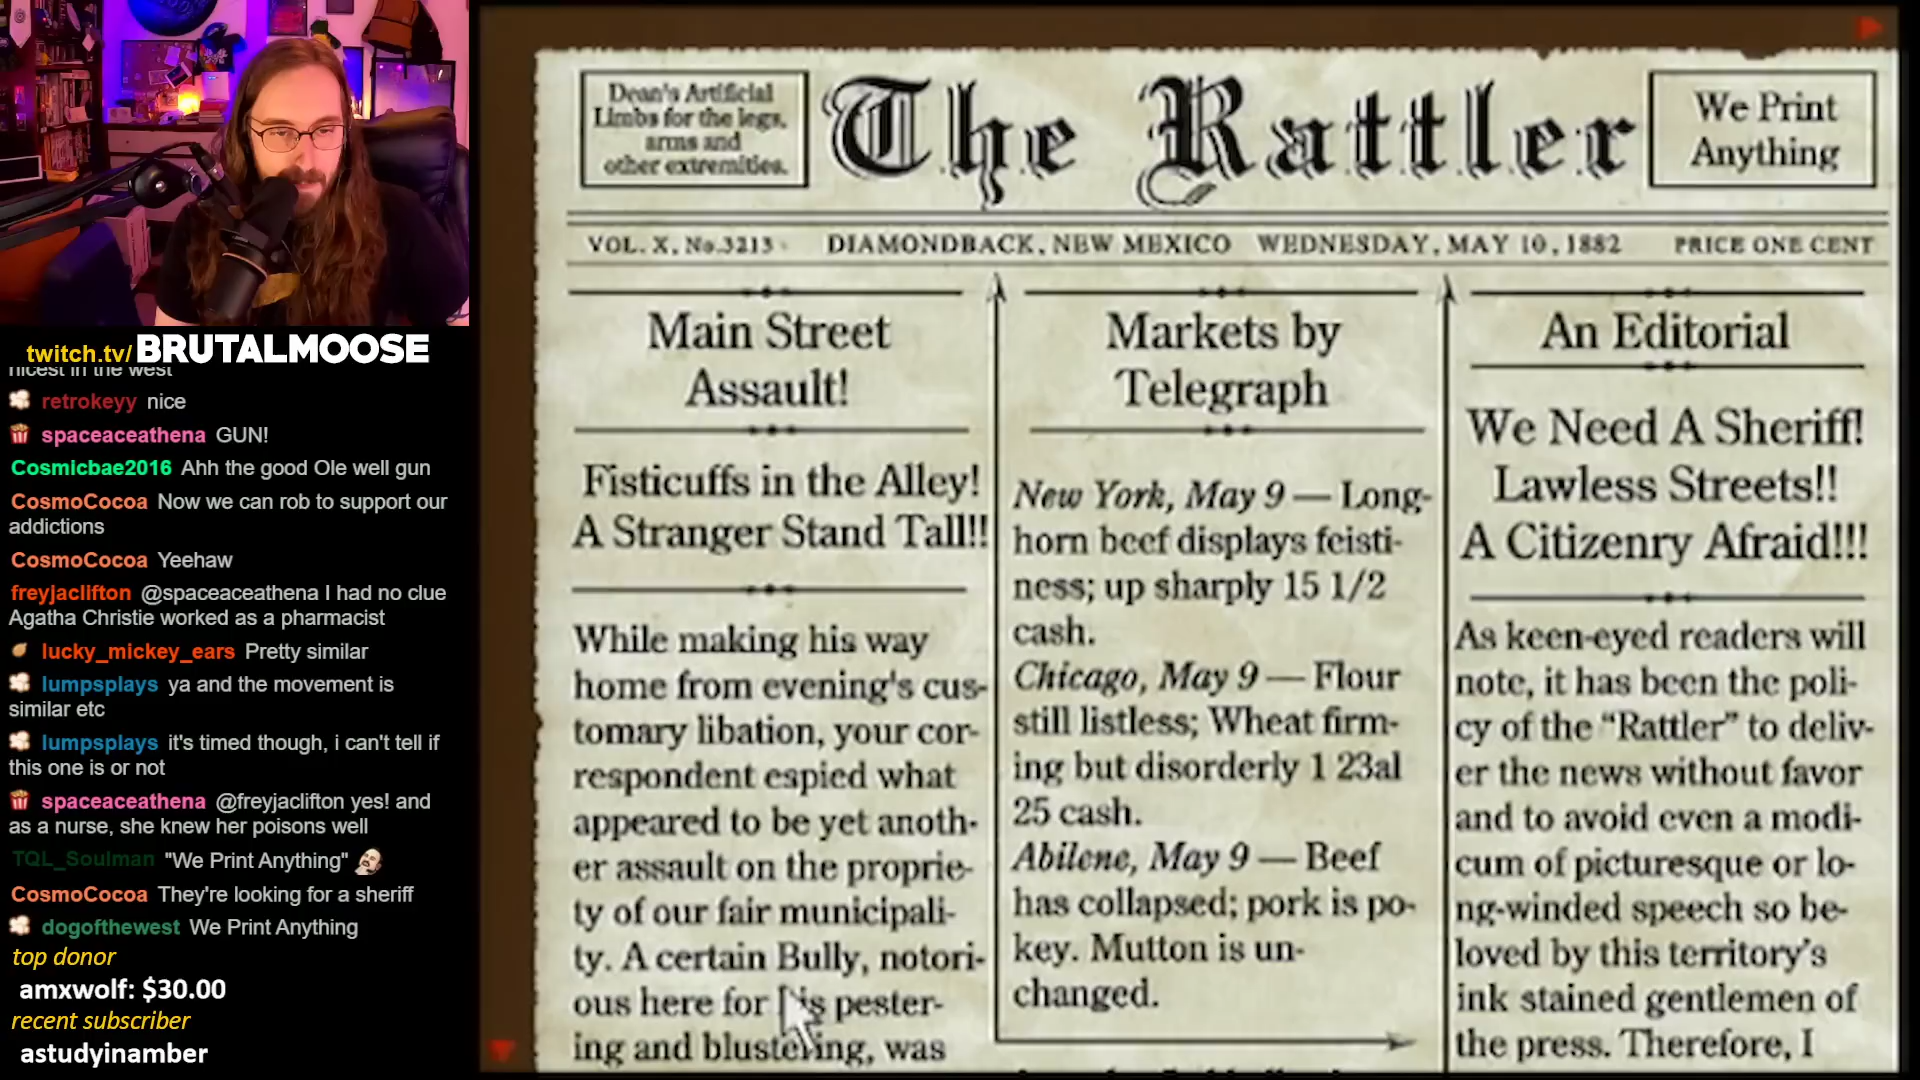 twitch.tv/BRUTALMOOSE
nicest in the west
retrokeyy nice
spaceaceathena GUN!
Cosmicbae2016 Ahh the good Ole well gun
CosmoCocoa Now we can rob to support our
addictions
CosmoCocoa Yeehaw
freyjaclifton @spaceaceathena I had no clue
Agatha Christie worked as a pharmacist
lucky_mickey_ears Pretty similar
lumpsplays ya and the movement is
similar etc
lumpsplays it's timed though, i can't tell if
this one is or not
spaceaceathena @freyjaclifton yes! and
as a nurse, she knew her poisons well
TQL_Soulman "We Print Anything"
CosmoCocoa They're looking for a sheriff
dogofthewest We Print Anything
top donor
amxwolf: $30.00
recent subscriber
astudyinamber
Dean's Artificial
Limbs for the legs,
arms and
other extremities.
The Rattler
We Print
Anything
VOL. X, No.3213 DIAMONDBACK, NEW MEXICO WEDNESDAY, MAY 10, 1882 PRICE ONE CENT
Main Street
Assault!
Fisticuffs in the Alley!
A Stranger Stand Tall!!
While making his way
home from evening's cus-
tomary libation, your cor-
respondent espied what
appeared to be yet anoth-
er assault on the proprie-
ty of our fair municipali-
ty. A certain Bully, notori-
ous here for his pester-
ing and blustering, was
Markets by
Telegraph
New York, May 9 — Long-
horn beef displays feisti-
ness; up sharply 15 1/2
cash.
Chicago, May 9 — Flour
still listless; Wheat firm-
ing but disorderly 1 23al
25 cash.
Abilene, May 9 — Beef
has collapsed; pork is po-
key. Mutton is un-
changed.
An Editorial
We Need A Sheriff!
Lawless Streets!!
A Citizenry Afraid!!!
As keen-eyed readers will
note, it has been the poli-
cy of the “Rattler” to deliv-
er the news without favor
and to avoid even a modi-
cum of picturesque or lo-
ng-winded speech so be-
loved by this territory's
ink stained gentlemen of
the press. Therefore, I